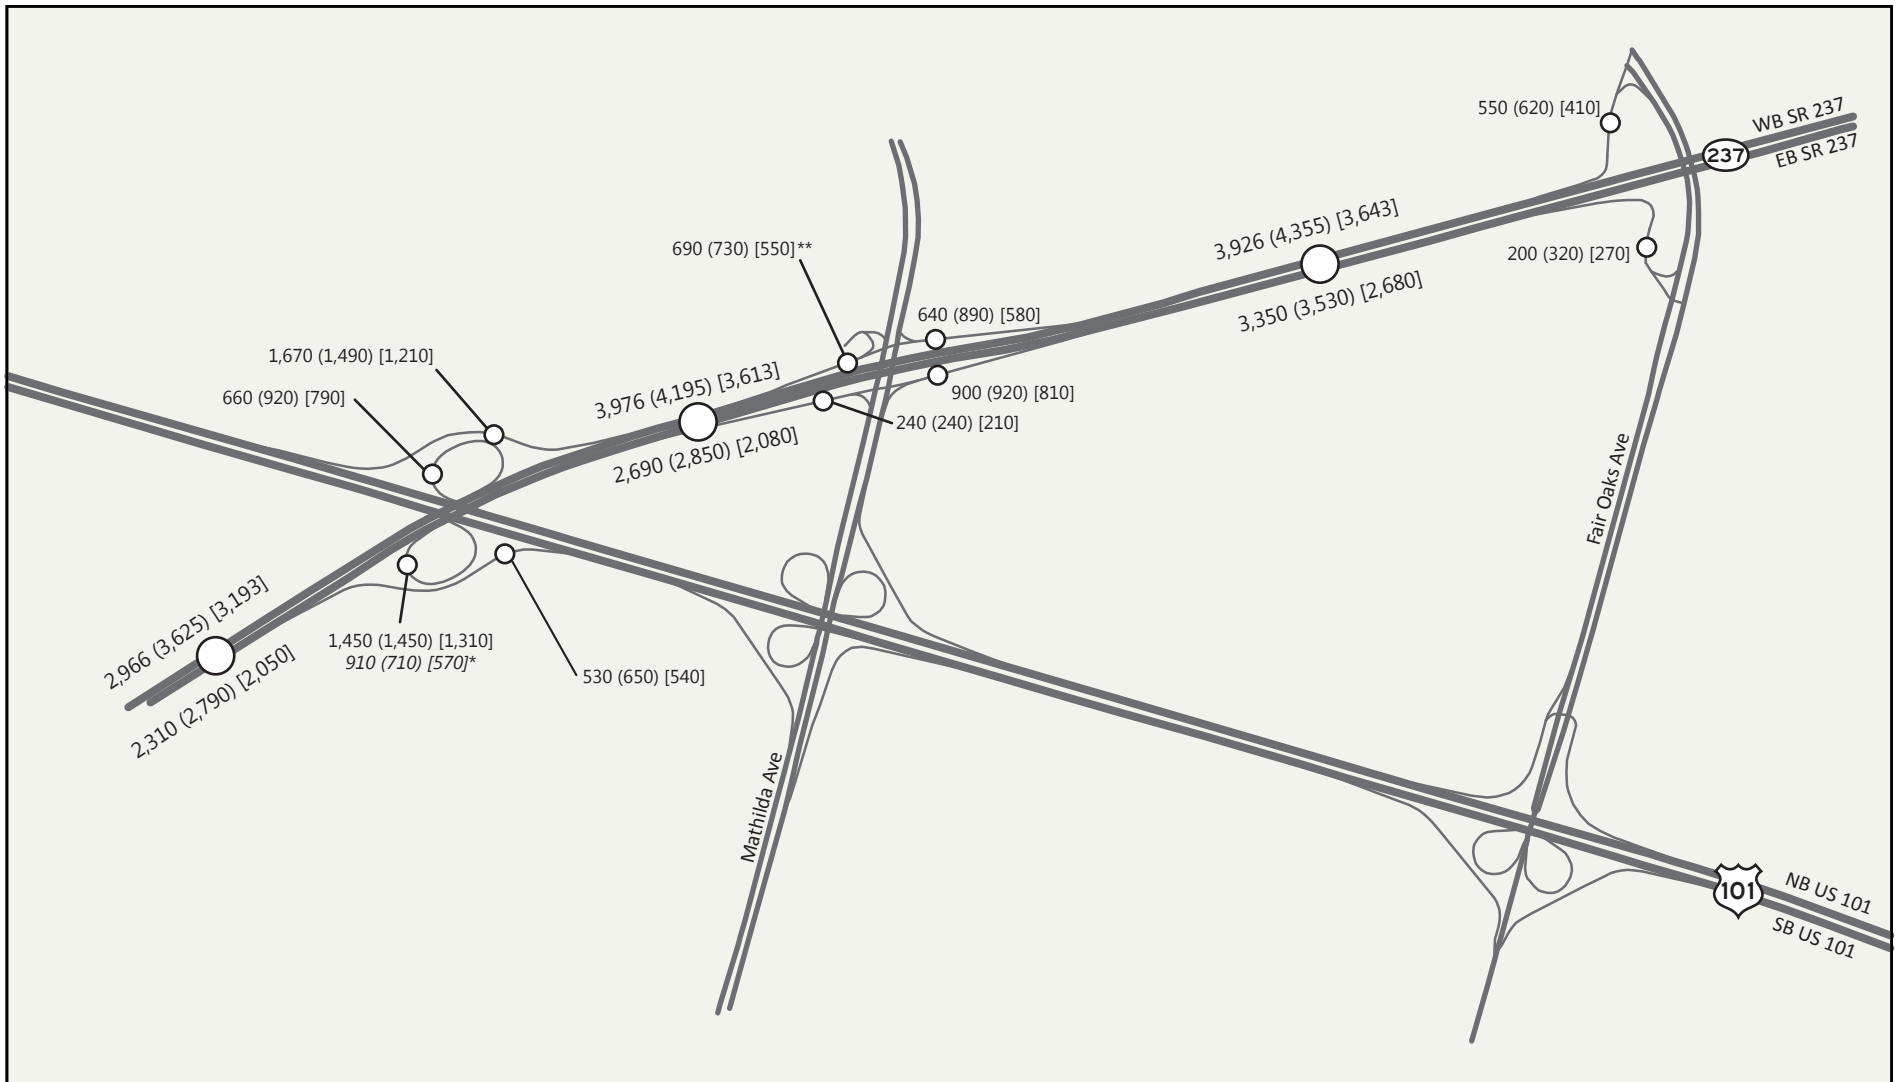 550 (620) [410]
WB SR 237
237
EB SR 237
3,926 (4,355) [3,643]
690 (730) [550]**
200 (320) [270]
3,350 (3,530) [2,680]
640 (890) [580]
1,670 (1,490) [1,210]
3,976 (4,195) [3,613]
660 (920) [790]
900 (920) [810]
240 (240) [210]
2,690 (2,850) [2,080]
Fair Oaks Ave
2,966 (3,625) [3,193]
1,450 (1,450) [1,310]
910 (710) [570]*
530 (650) [540]
2,310 (2,790) [2,050]
Mathilda Ave
101
NB US 101
SB US 101